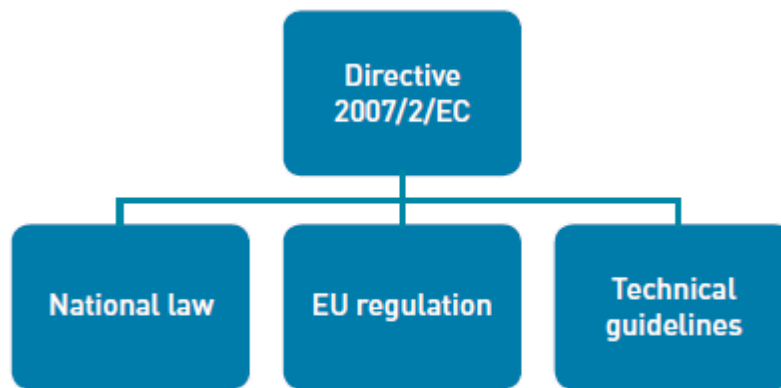 Directive
2007/2/EC
National law
EU regulation
Technical
guidelines